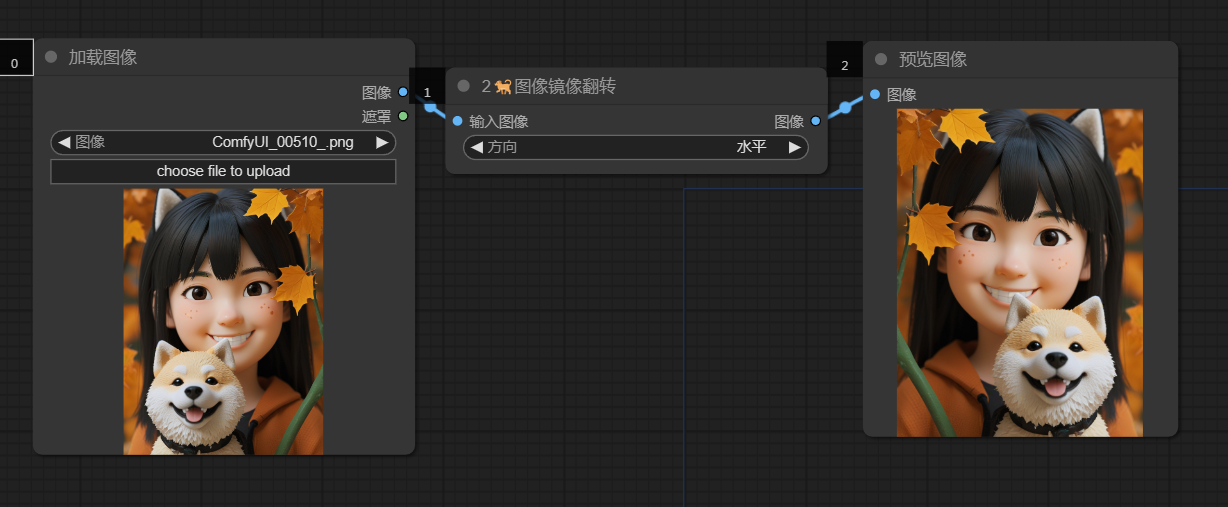 0
加载图像
图像
遮罩
图像 ComfyUI_00510_.png
choose file to upload
1
2🐕图像镜像翻转
输入图像 图像
方向 水平
2
预览图像
图像